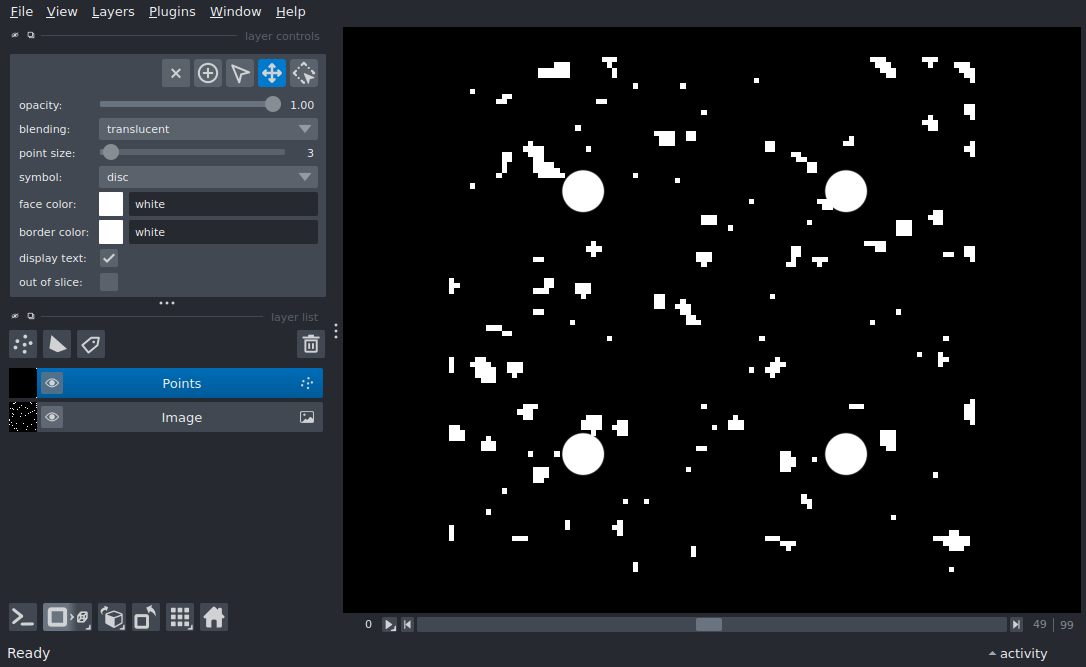 File View Layers Plugins Window Help
layer controls
opacity: 1.00
blending: translucent
point size: 3
symbol: disc
face color: white
border color: white
display text:
out of slice:
layer list
Points
Image
0 49 | 99
Ready activity